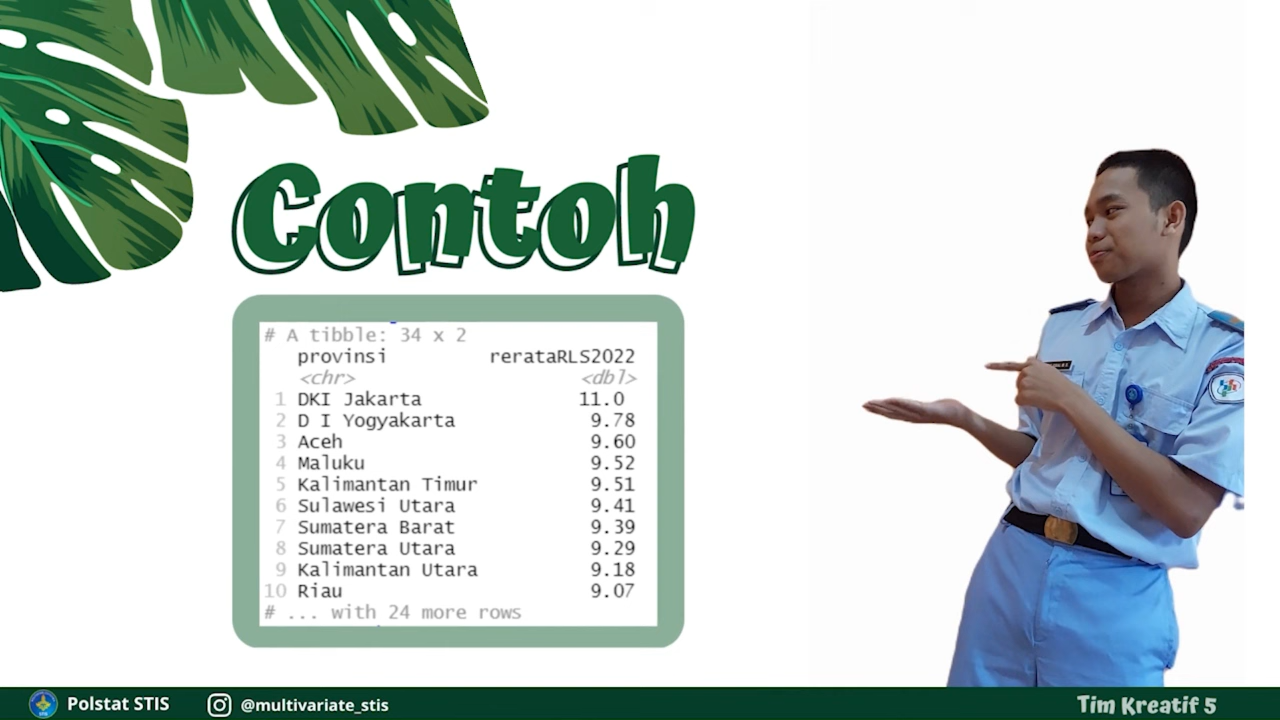 Contoh
# A tibble: 34 x 2
provinsi rerataRLS2022
<chr> <dbl>
1 DKI Jakarta 11.0
2 D I Yogyakarta 9.78
3 Aceh 9.60
4 Maluku 9.52
5 Kalimantan Timur 9.51
6 Sulawesi Utara 9.41
7 Sumatera Barat 9.39
8 Sumatera Utara 9.29
9 Kalimantan Utara 9.18
10 Riau 9.07
# ... with 24 more rows
Polstat STIS @multivariate_stis Tim Kreatif 5